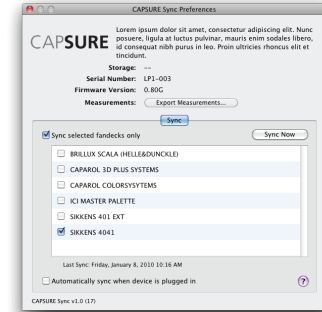 CAPSURE Sync Preferences
CAPSURE
Lorem ipsum dolor sit amet, consectetur adipiscing elit. Nunc
posuere, ligula at luctus pulvinar, mauris enim sodales libero,
id consequat nibh purus in leo. Proin ultricies rhoncus elit et
tincidunt.
Storage: --
Serial Number: LP1-003
Firmware Version: 0.80G
Measurements: Export Measurements...
Sync
Sync selected fandecks only Sync Now
BRILLUX SCALA (HELLE&DUNCKLE)
CAPAROL 3D PLUS SYSTEMS
CAPAROL COLORSYSYTEMS
ICI MASTER PALETTE
SIKKENS 401 EXT
SIKKENS 4041
Last Sync: Friday, January 8, 2010 10:16 AM
Automatically sync when device is plugged in ?
CAPSURE Sync v1.0 (17)